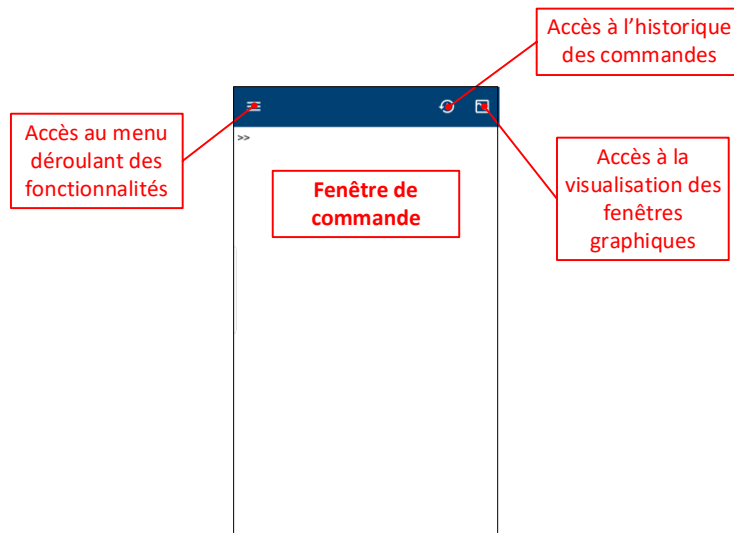 Accès à l’historique
des commandes
Accès au menu
déroulant des
fonctionnalités
>>
Fenêtre de
commande
Accès à la
visualisation des
fenêtres
graphiques